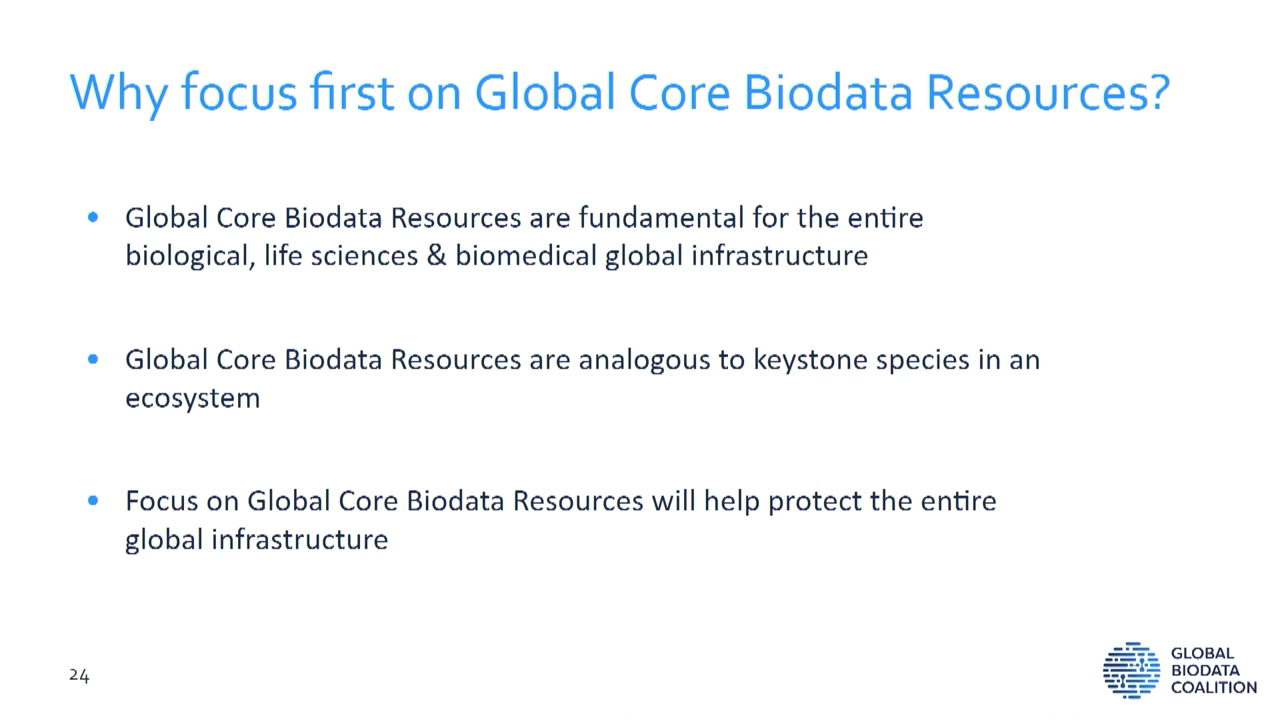 Why focus first on Global Core Biodata Resources?
• Global Core Biodata Resources are fundamental for the entire
biological, life sciences & biomedical global infrastructure
• Global Core Biodata Resources are analogous to keystone species in an
ecosystem
• Focus on Global Core Biodata Resources will help protect the entire
global infrastructure
24
GLOBAL
BIODATA
COALITION